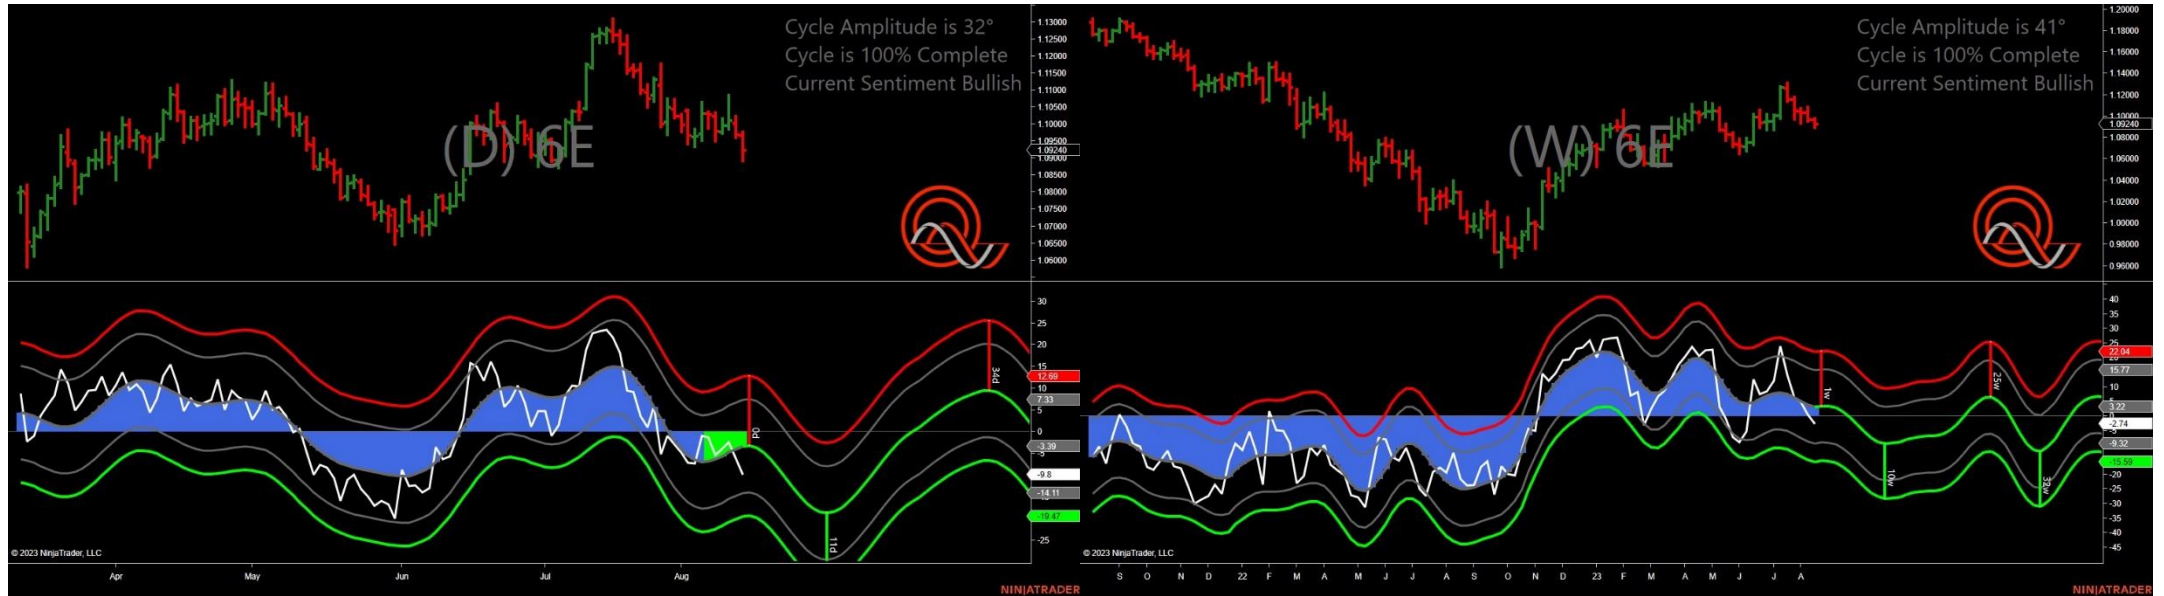 Cycle Amplitude is 32°
Cycle is 100% Complete
Current Sentiment Bullish
(D) 6E
1.13000
1.12500
1.12000
1.11500
1.11000
1.10500
1.10000
1.09500
1.09240
1.09000
1.08500
1.08000
1.07500
1.07000
1.06500
1.06000
30
25
20
15
12.69
10
7.33
5
0
-3.39
-5
-9.8
-14.11
-19.47
-25
0d
11d
34d
© 2023 NinjaTrader, LLC
Apr
May
Jun
Jul
Aug
NINJATRADER
Cycle Amplitude is 41°
Cycle is 100% Complete
Current Sentiment Bullish
(W) 6E
1.20000
1.18000
1.16000
1.14000
1.12000
1.10000
1.09240
1.08000
1.06000
1.04000
1.02000
1.00000
0.98000
0.96000
40
35
30
25
22.04
20
15.77
10
3.22
0
-2.74
-5
-9.32
-15.59
-20
-25
-30
-35
-40
-45
1w
10w
25w
32w
© 2023 NinjaTrader, LLC
S
O
N
D
22
F
M
A
M
J
J
A
S
O
N
D
23
F
M
A
M
J
J
A
NINJATRADER